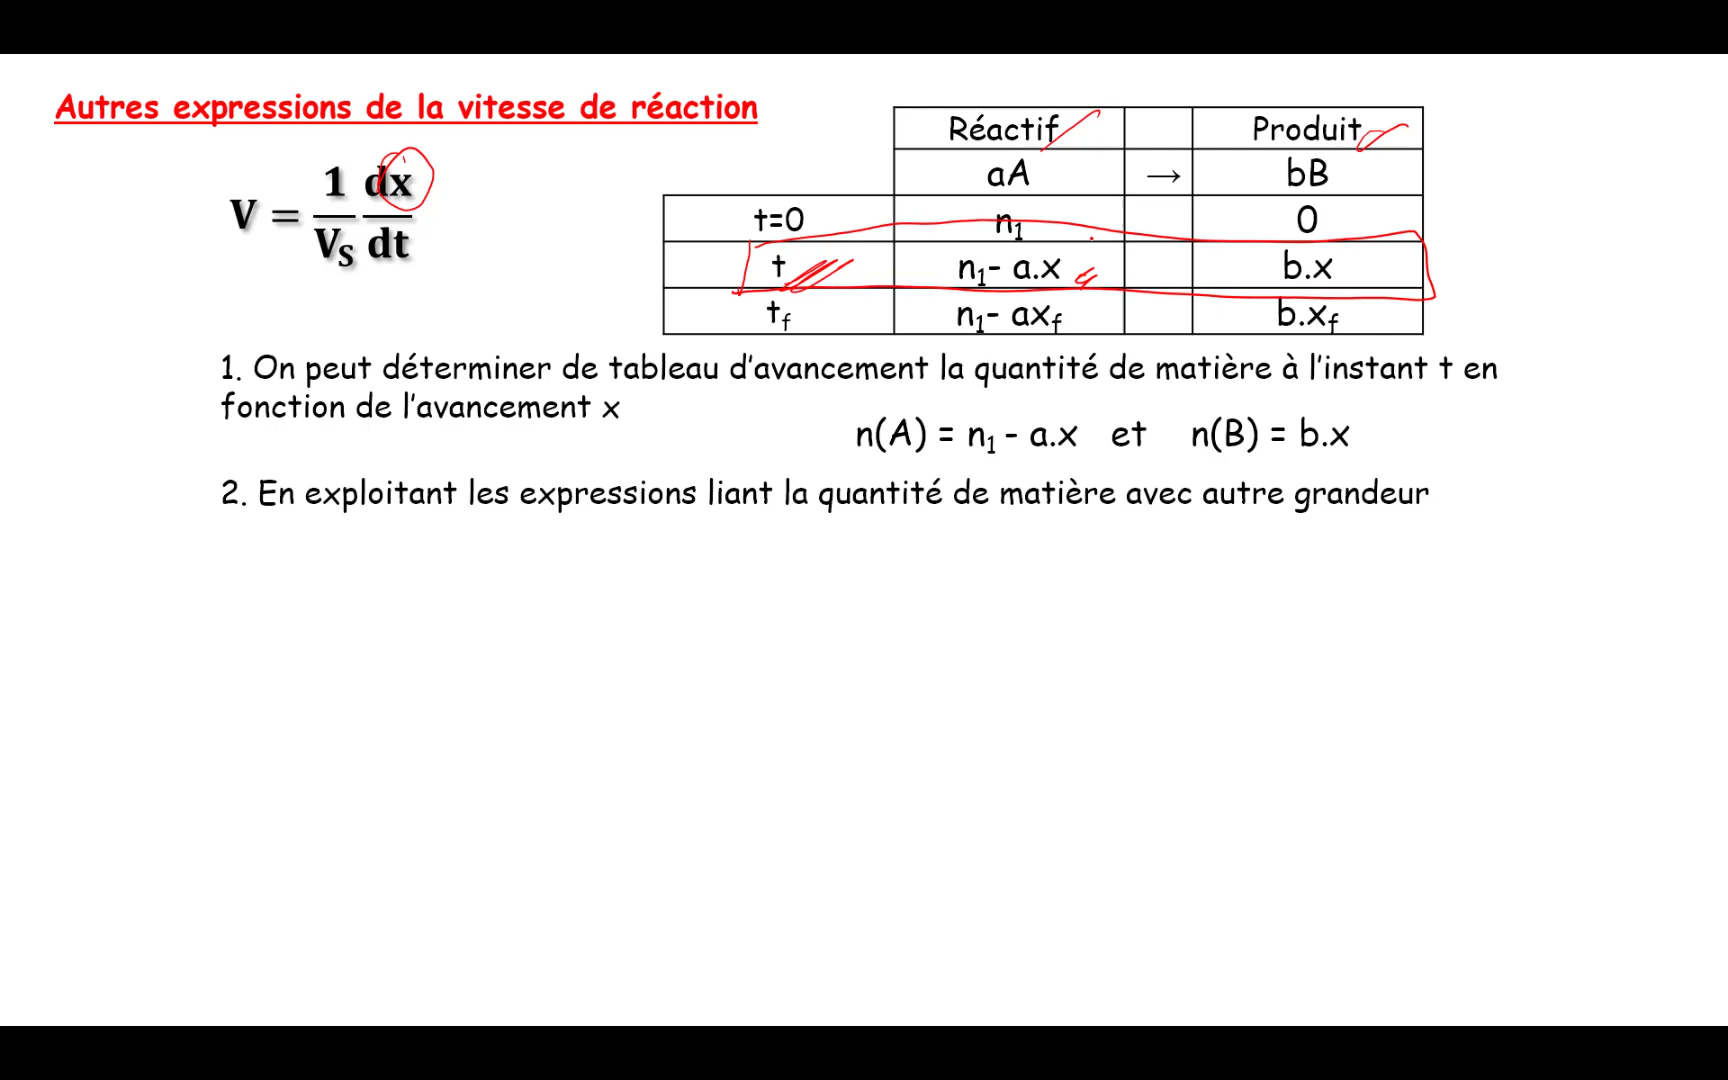 Autres expressions de la vitesse de réaction
V = 1/V_S dx/dt
Réactif Produit
aA → bB
t=0 n₁ 0
t n₁- a.x b.x
t_f n₁- ax_f b.x_f
1. On peut déterminer de tableau d'avancement la quantité de matière à l'instant t en
fonction de l'avancement x
n(A) = n₁ - a.x et n(B) = b.x
2. En exploitant les expressions liant la quantité de matière avec autre grandeur